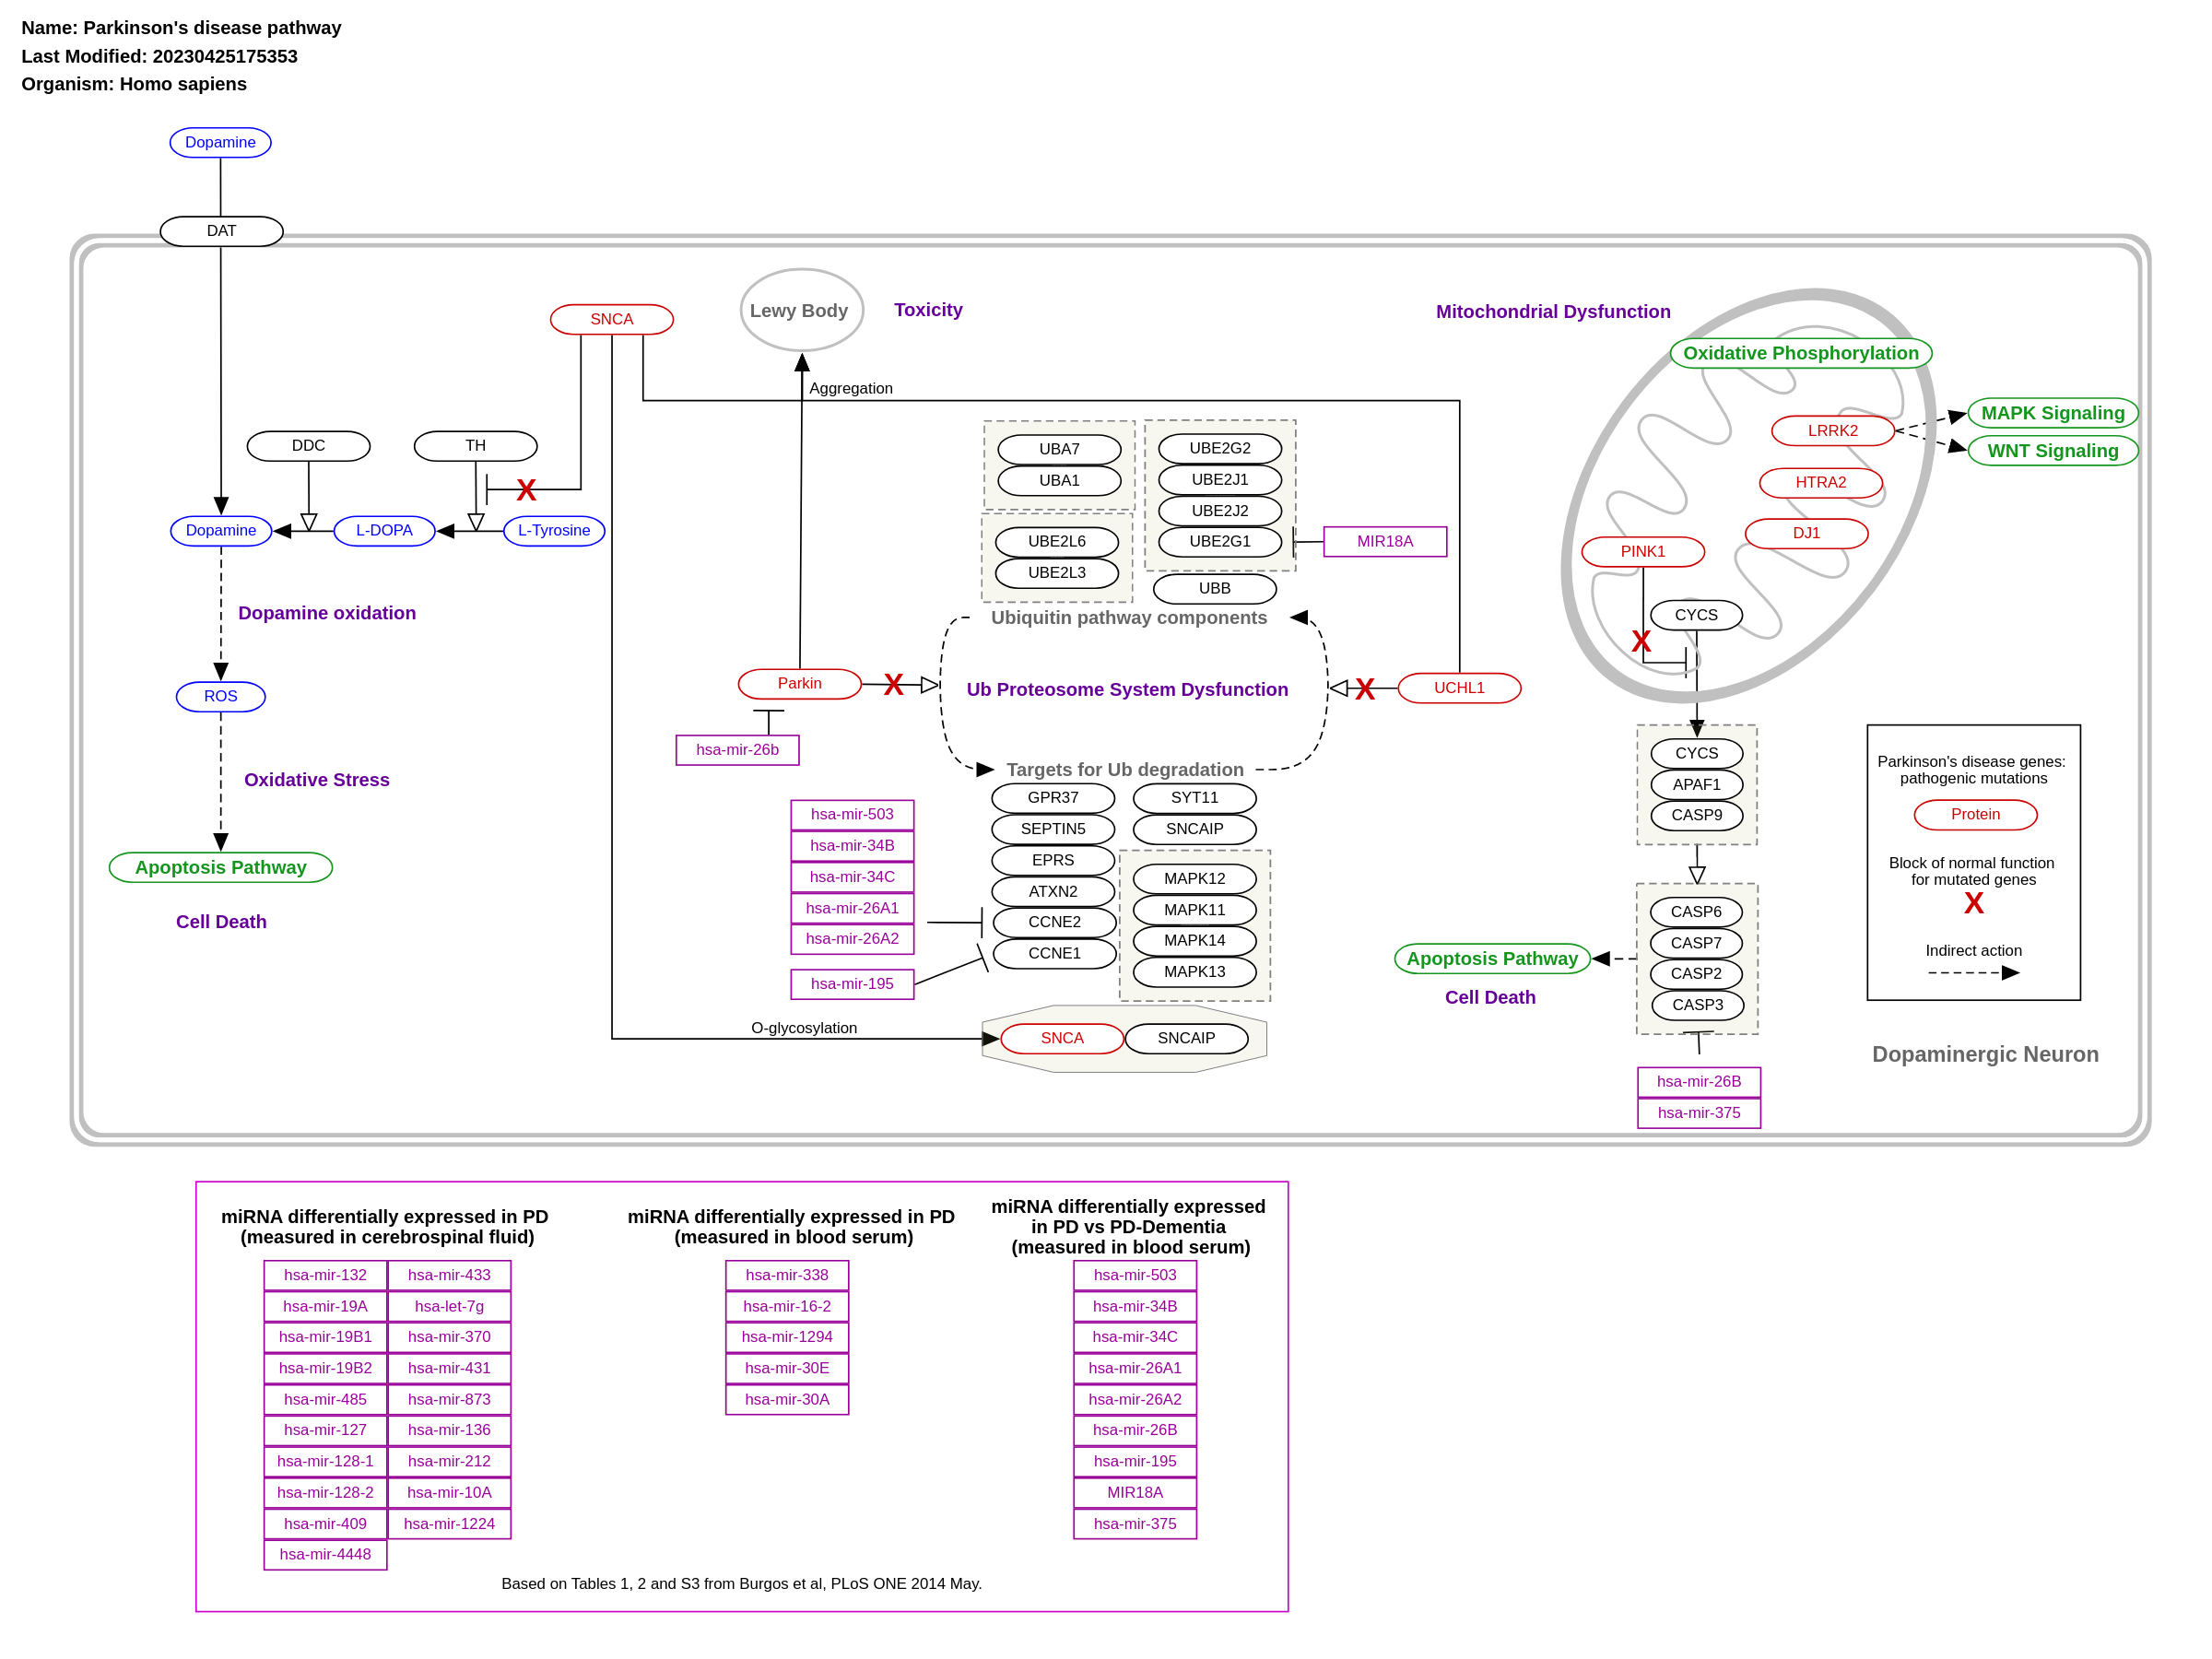 Name: Parkinson's disease pathway
Last Modified: 20230425175353
Organism: Homo sapiens
Dopamine
DAT
SNCA
Lewy Body
Toxicity
Aggregation
DDC
TH
X
Dopamine
L-DOPA
L-Tyrosine
Dopamine oxidation
ROS
Oxidative Stress
Apoptosis Pathway
Cell Death
UBA7
UBA1
UBE2L6
UBE2L3
UBE2G2
UBE2J1
UBE2J2
UBE2G1
UBB
MIR18A
Ubiquitin pathway components
Parkin
X
Ub Proteosome System Dysfunction
X
UCHL1
hsa-mir-26b
Targets for Ub degradation
GPR37
SEPTIN5
EPRS
ATXN2
CCNE2
CCNE1
SYT11
SNCAIP
MAPK12
MAPK11
MAPK14
MAPK13
hsa-mir-503
hsa-mir-34B
hsa-mir-34C
hsa-mir-26A1
hsa-mir-26A2
hsa-mir-195
O-glycosylation
SNCA
SNCAIP
Mitochondrial Dysfunction
Oxidative Phosphorylation
LRRK2
MAPK Signaling
WNT Signaling
HTRA2
DJ1
PINK1
CYCS
X
CYCS
APAF1
CASP9
CASP6
CASP7
CASP2
CASP3
Apoptosis Pathway
Cell Death
hsa-mir-26B
hsa-mir-375
Parkinson's disease genes:
pathogenic mutations
Protein
Block of normal function
for mutated genes
X
Indirect action
Dopaminergic Neuron
miRNA differentially expressed in PD
(measured in cerebrospinal fluid)
hsa-mir-132
hsa-mir-19A
hsa-mir-19B1
hsa-mir-19B2
hsa-mir-485
hsa-mir-127
hsa-mir-128-1
hsa-mir-128-2
hsa-mir-409
hsa-mir-4448
hsa-mir-433
hsa-let-7g
hsa-mir-370
hsa-mir-431
hsa-mir-873
hsa-mir-136
hsa-mir-212
hsa-mir-10A
hsa-mir-1224
miRNA differentially expressed in PD
(measured in blood serum)
hsa-mir-338
hsa-mir-16-2
hsa-mir-1294
hsa-mir-30E
hsa-mir-30A
miRNA differentially expressed
in PD vs PD-Dementia
(measured in blood serum)
hsa-mir-503
hsa-mir-34B
hsa-mir-34C
hsa-mir-26A1
hsa-mir-26A2
hsa-mir-26B
hsa-mir-195
MIR18A
hsa-mir-375
Based on Tables 1, 2 and S3 from Burgos et al, PLoS ONE 2014 May.